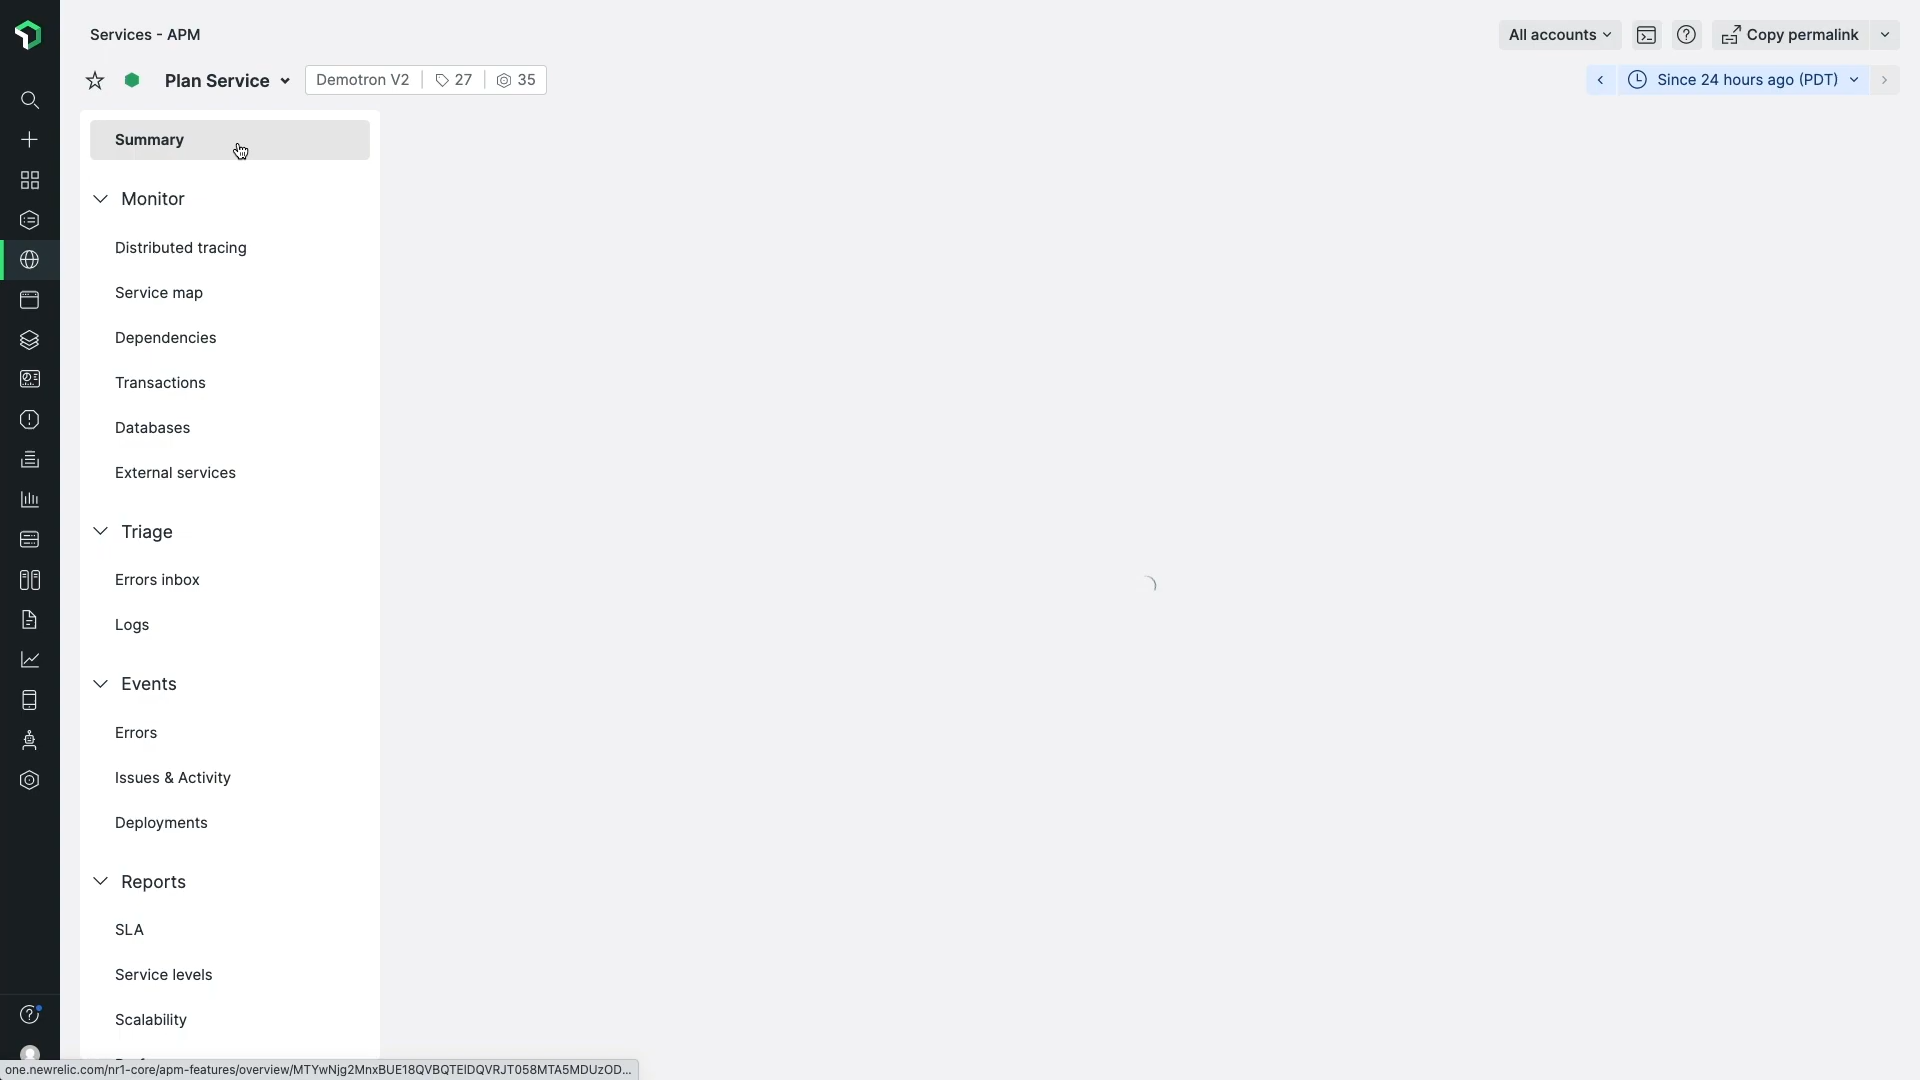 Services - APM
All accounts
Copy permalink
Plan Service
Demotron V2
27
35
Since 24 hours ago (PDT)
Summary
Monitor
Distributed tracing
Service map
Dependencies
Transactions
Databases
External services
Triage
Errors inbox
Logs
Events
Errors
Issues & Activity
Deployments
Reports
SLA
Service levels
Scalability
one.newrelic.com/nr1-core/apm-features/overview/MTYwNjg2MnxBUE18QVBQTElDQVRJT058MTA5MDUzOD...